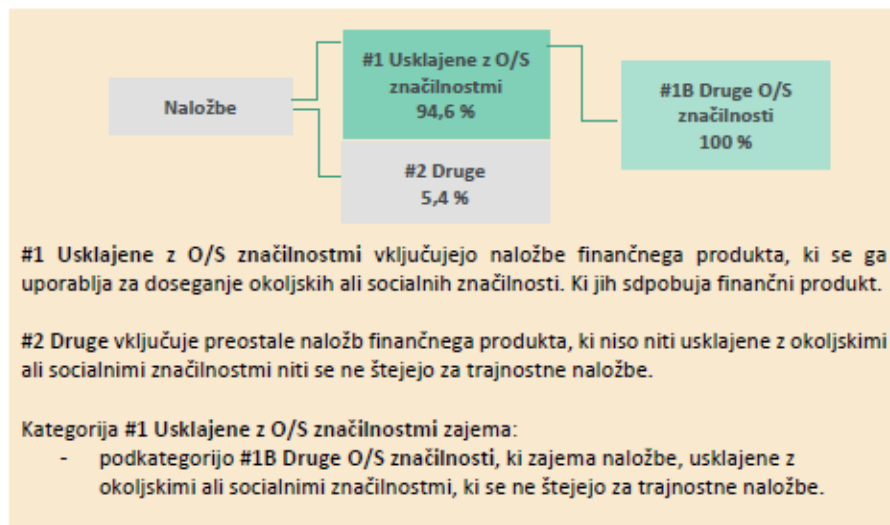 Naložbe
#1 Usklajene z O/S
značilnostmi
94,6 %
#1B Druge O/S
značilnosti
100 %
#2 Druge
5,4 %
#1 Usklajene z O/S značilnostmi vključujejo naložbe finančnega produkta, ki se ga
uporablja za doseganje okoljskih ali socialnih značilnosti. Ki jih sdpobuja finančni produkt.
#2 Druge vključuje preostale naložb finančnega produkta, ki niso niti usklajene z okoljskimi
ali socialnimi značilnostmi niti se ne štejejo za trajnostne naložbe.
Kategorija #1 Usklajene z O/S značilnostmi zajema:
- podkategorijo #1B Druge O/S značilnosti, ki zajema naložbe, usklajene z
okoljskimi ali socialnimi značilnostmi, ki se ne štejejo za trajnostne naložbe.